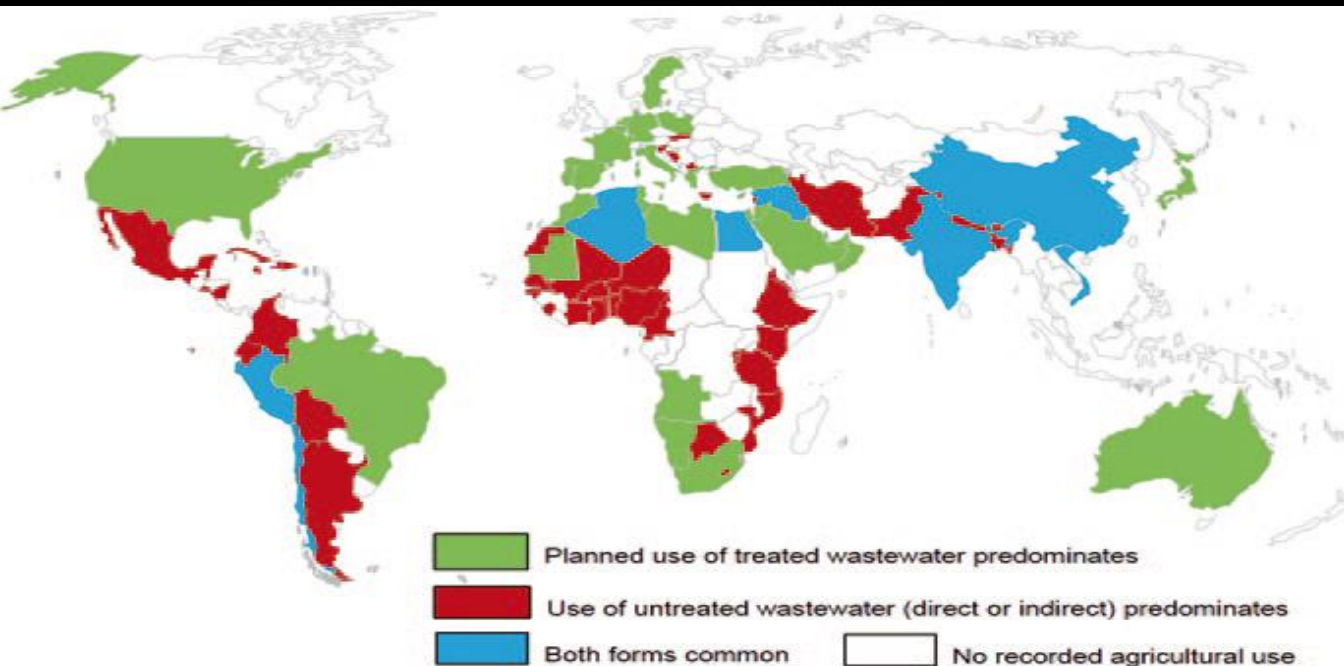 Planned use of treated wastewater predominates
Use of untreated wastewater (direct or indirect) predominates
Both forms common
No recorded agricultural use